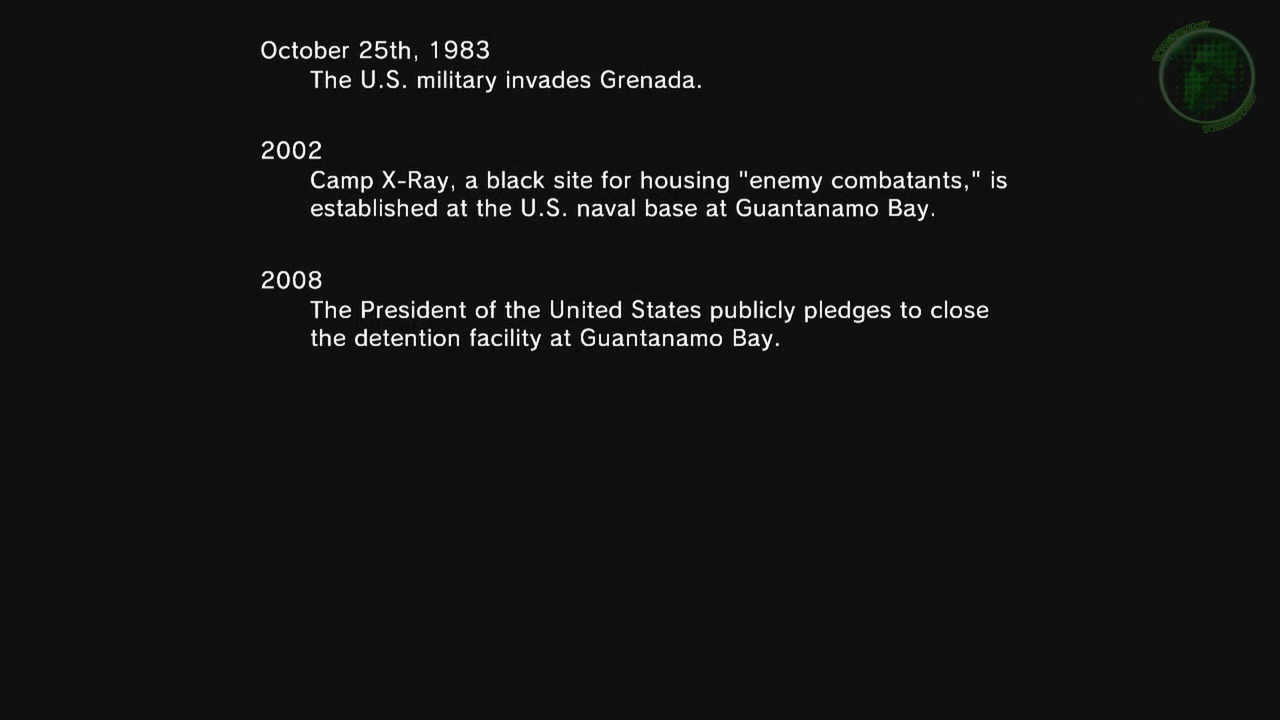 October 25th, 1983
The U.S. military invades Grenada.
2002
Camp X-Ray, a black site for housing "enemy combatants," is
established at the U.S. naval base at Guantanamo Bay.
2008
The President of the United States publicly pledges to close
the detention facility at Guantanamo Bay.